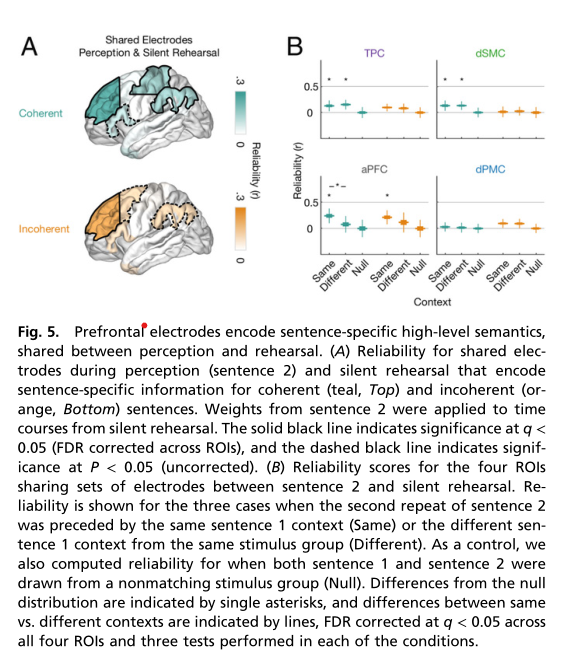 A
Shared Electrodes
Perception & Silent Rehearsal
Coherent
.3
0
Reliability (r)
Incoherent
.3
0
B
TPC
dSMC
0.5
0
* *
* *
Reliability (r)
aPFC
dPMC
0.5
0
–*–
* *
Same
Different
Null
Same
Different
Null
Same
Different
Null
Same
Different
Null
Context
Fig. 5. Prefrontal electrodes encode sentence-specific high-level semantics,
shared between perception and rehearsal. (A) Reliability for shared elec-
trodes during perception (sentence 2) and silent rehearsal that encode
sentence-specific information for coherent (teal, Top) and incoherent (or-
ange, Bottom) sentences. Weights from sentence 2 were applied to time
courses from silent rehearsal. The solid black line indicates significance at q <
0.05 (FDR corrected across ROIs), and the dashed black line indicates signif-
icance at P < 0.05 (uncorrected). (B) Reliability scores for the four ROIs
sharing sets of electrodes between sentence 2 and silent rehearsal. Re-
liability is shown for the three cases when the second repeat of sentence 2
was preceded by the same sentence 1 context (Same) or the different sen-
tence 1 context from the same stimulus group (Different). As a control, we
also computed reliability for when both sentence 1 and sentence 2 were
drawn from a nonmatching stimulus group (Null). Differences from the null
distribution are indicated by single asterisks, and differences between same
vs. different contexts are indicated by lines, FDR corrected at q < 0.05 across
all four ROIs and three tests performed in each of the conditions.